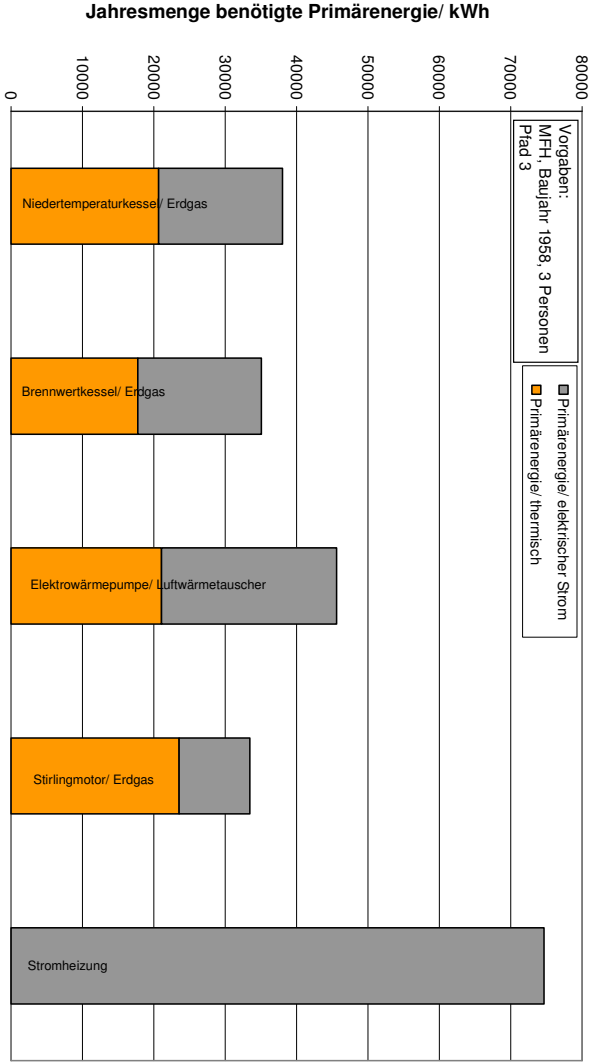 Jahresmenge benötigte Primärenergie/ kWh
0
10000
20000
30000
40000
50000
60000
70000
80000
Vorgaben:
MFH, Baujahr 1958, 3 Personen
Pfad 3
Primärenergie/ elektrischer Strom
Primärenergie/ thermisch
Niedertemperaturkessel/ Erdgas
Brennwertkessel/ Erdgas
Elektrowärmepumpe/ Luftwärmetauscher
Stirlingmotor/ Erdgas
Stromheizung